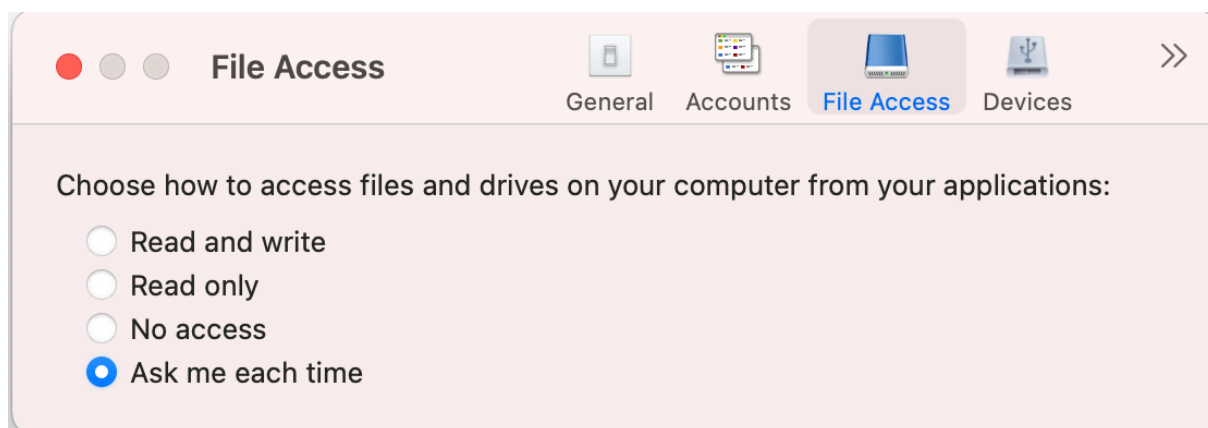 File Access
General
Accounts
File Access
Devices
Choose how to access files and drives on your computer from your applications:
Read and write
Read only
No access
Ask me each time